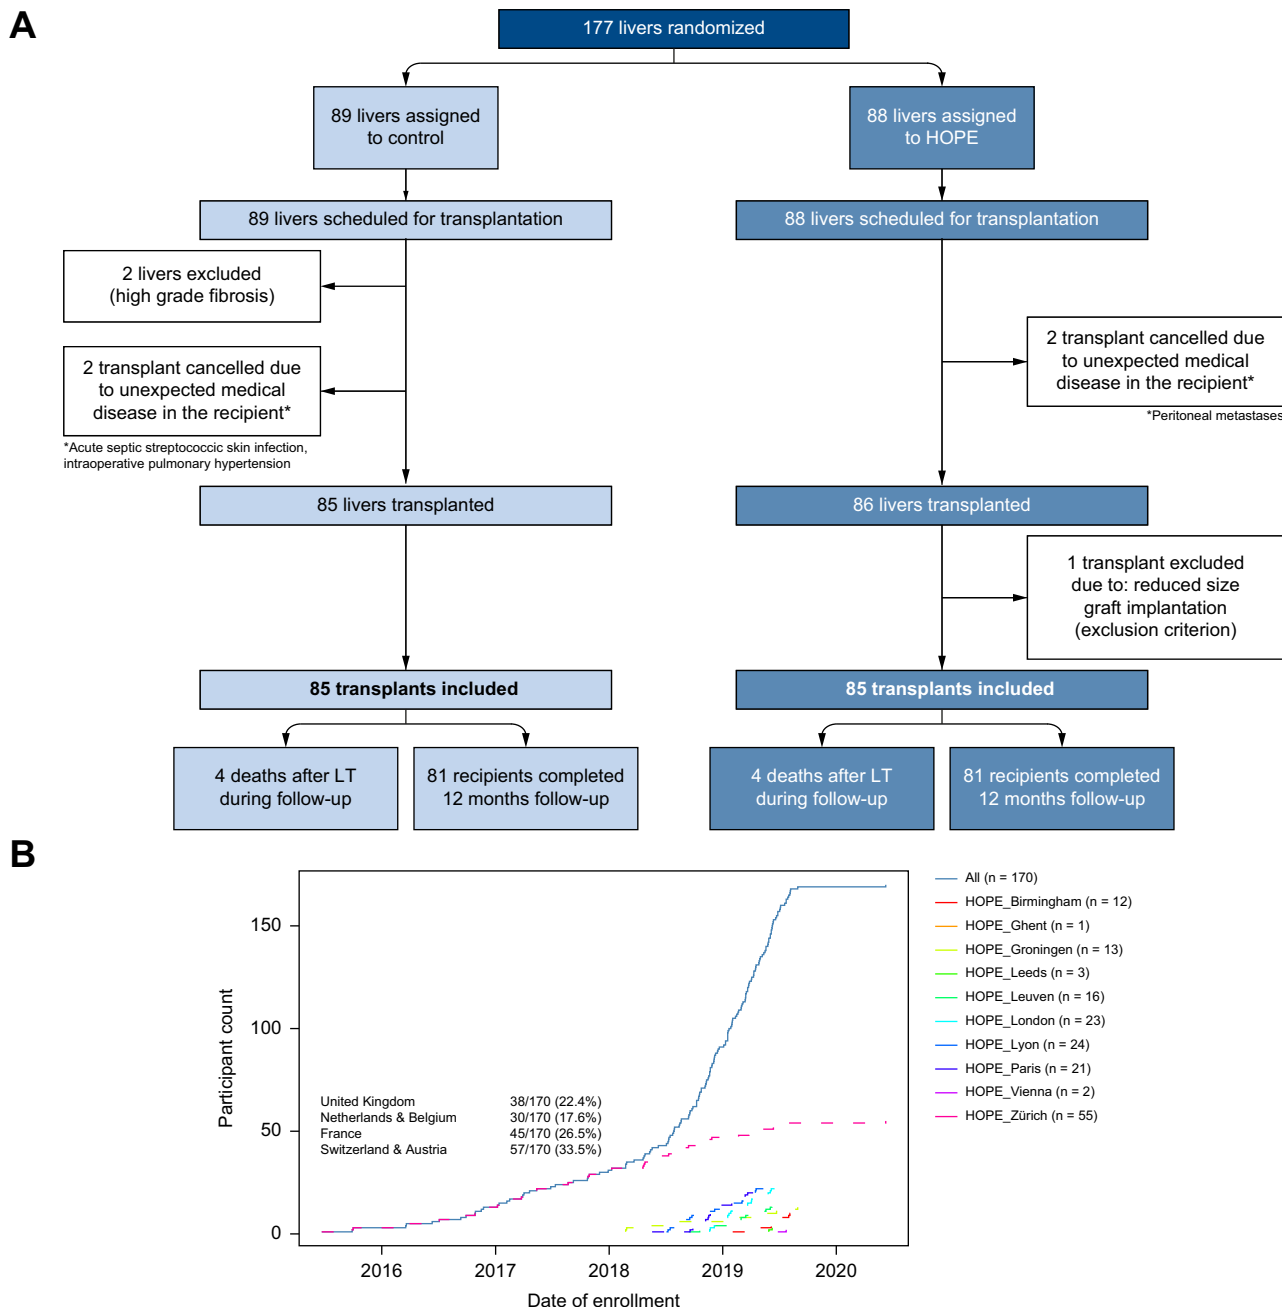 A
177 livers randomized
89 livers assigned
to control
88 livers assigned
to HOPE
89 livers scheduled for transplantation
88 livers scheduled for transplantation
2 livers excluded
(high grade fibrosis)
2 transplant cancelled due
to unexpected medical
disease in the recipient*
*Acute septic streptococcic skin infection,
intraoperative pulmonary hypertension
2 transplant cancelled due
to unexpected medical
disease in the recipient*
*Peritoneal metastases
85 livers transplanted
86 livers transplanted
1 transplant excluded
due to: reduced size
graft implantation
(exclusion criterion)
85 transplants included
85 transplants included
4 deaths after LT
during follow-up
81 recipients completed
12 months follow-up
4 deaths after LT
during follow-up
81 recipients completed
12 months follow-up
B
Participant count
150
100
50
0
United Kingdom 38/170 (22.4%)
Netherlands & Belgium 30/170 (17.6%)
France 45/170 (26.5%)
Switzerland & Austria 57/170 (33.5%)
2016 2017 2018 2019 2020
Date of enrollment
All (n = 170)
HOPE_Birmingham (n = 12)
HOPE_Ghent (n = 1)
HOPE_Groningen (n = 13)
HOPE_Leeds (n = 3)
HOPE_Leuven (n = 16)
HOPE_London (n = 23)
HOPE_Lyon (n = 24)
HOPE_Paris (n = 21)
HOPE_Vienna (n = 2)
HOPE_Zürich (n = 55)